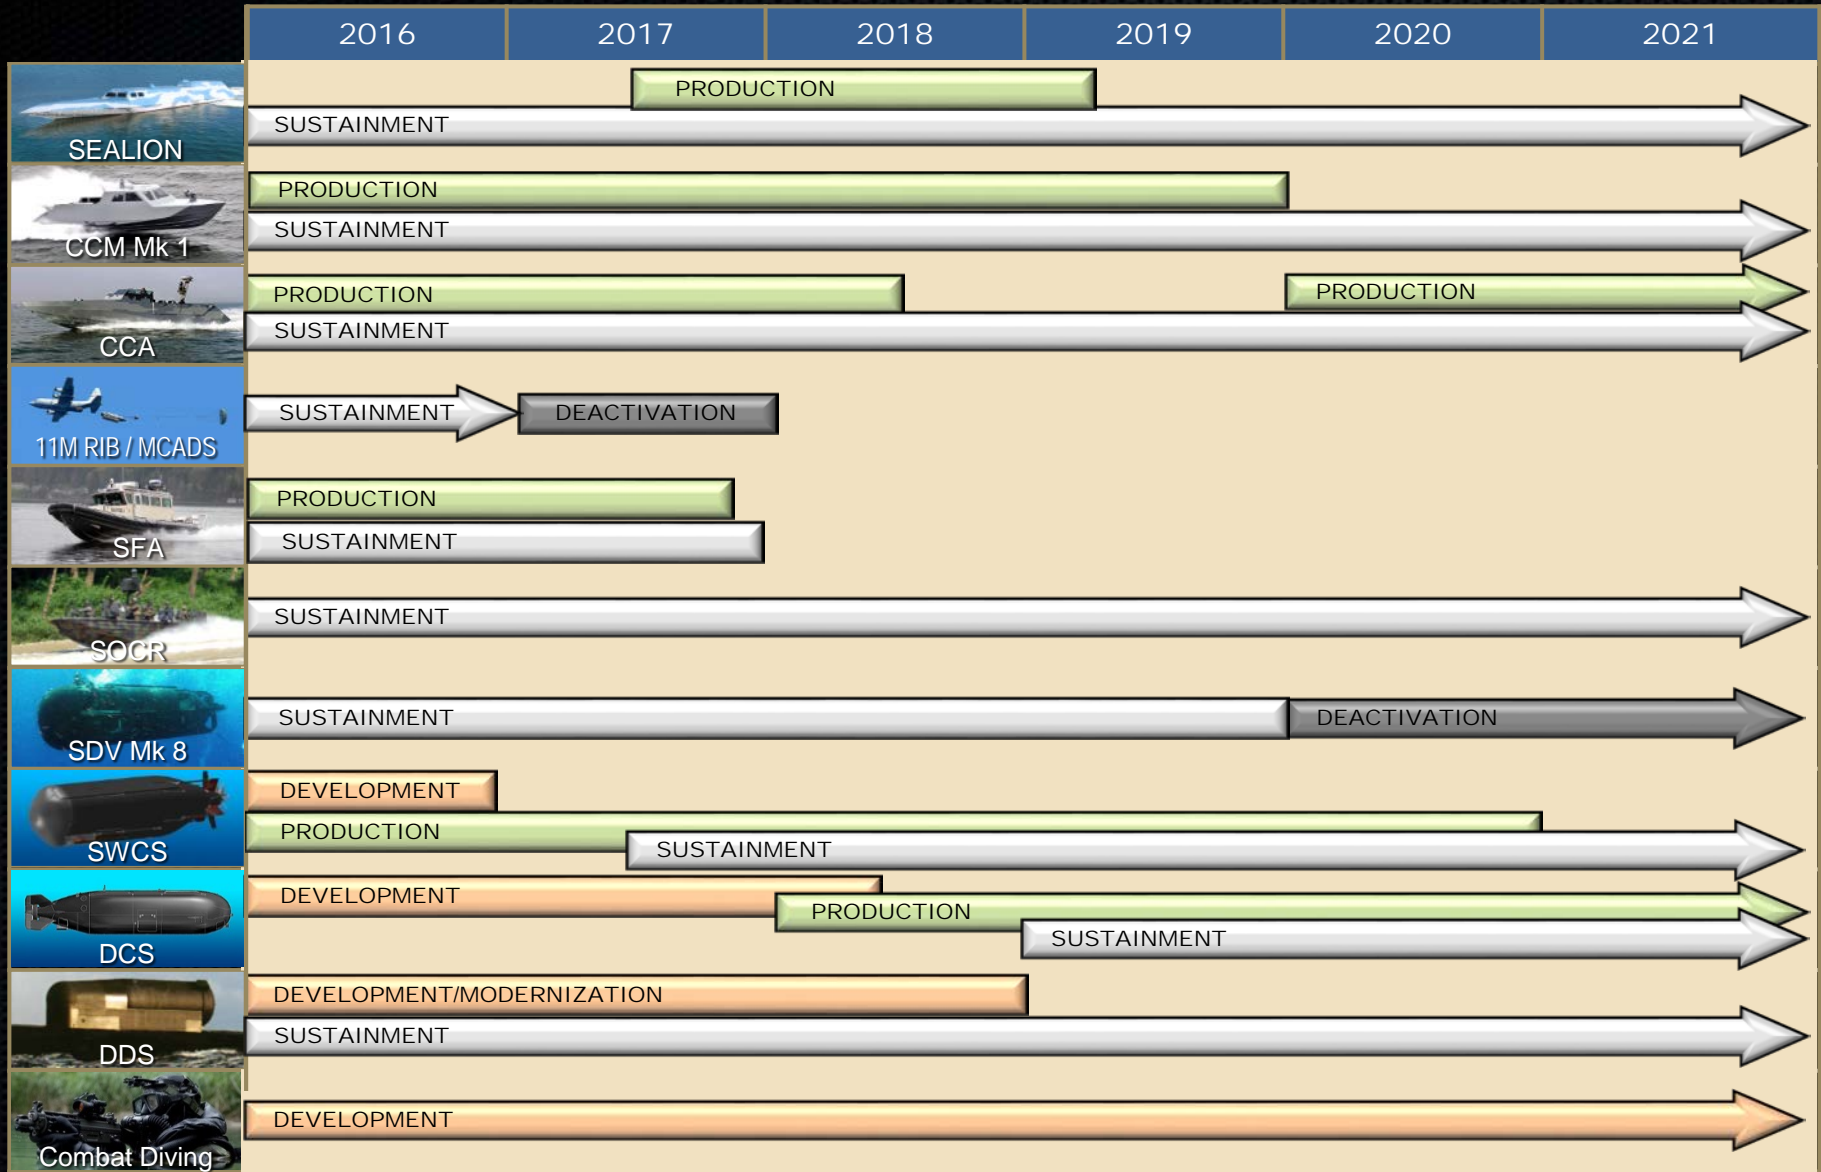 2016 2017 2018 2019 2020 2021
PRODUCTION
SUSTAINMENT
SEALION
PRODUCTION
SUSTAINMENT
CCM Mk 1
PRODUCTION PRODUCTION
SUSTAINMENT
CCA
SUSTAINMENT DEACTIVATION
11M RIB / MCADS
PRODUCTION
SUSTAINMENT
SFA
SUSTAINMENT
SOCR
SUSTAINMENT DEACTIVATION
SDV Mk 8
DEVELOPMENT
PRODUCTION
SUSTAINMENT
SWCS
DEVELOPMENT
PRODUCTION
SUSTAINMENT
DCS
DEVELOPMENT/MODERNIZATION
SUSTAINMENT
DDS
DEVELOPMENT
Combat Diving